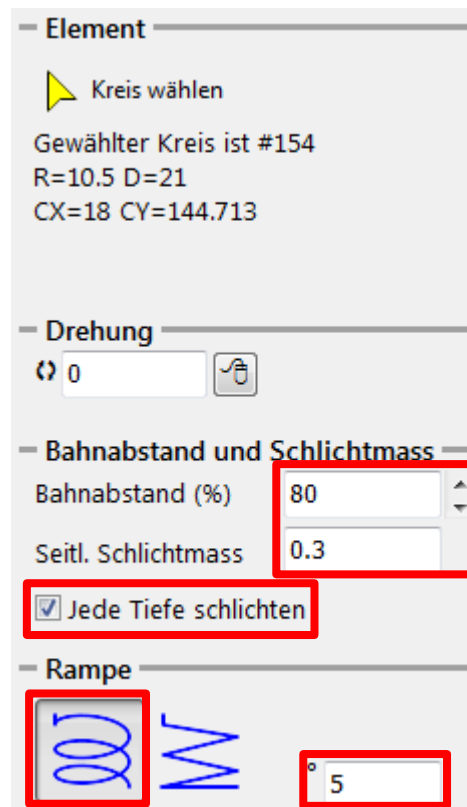 Element
Kreis wählen
Gewählter Kreis ist #154
R=10.5 D=21
CX=18 CY=144.713
Drehung
0
Bahnabstand und Schlichtmass
Bahnabstand (%) 80
Seitl. Schlichtmass 0.3
Jede Tiefe schlichten
Rampe
° 5